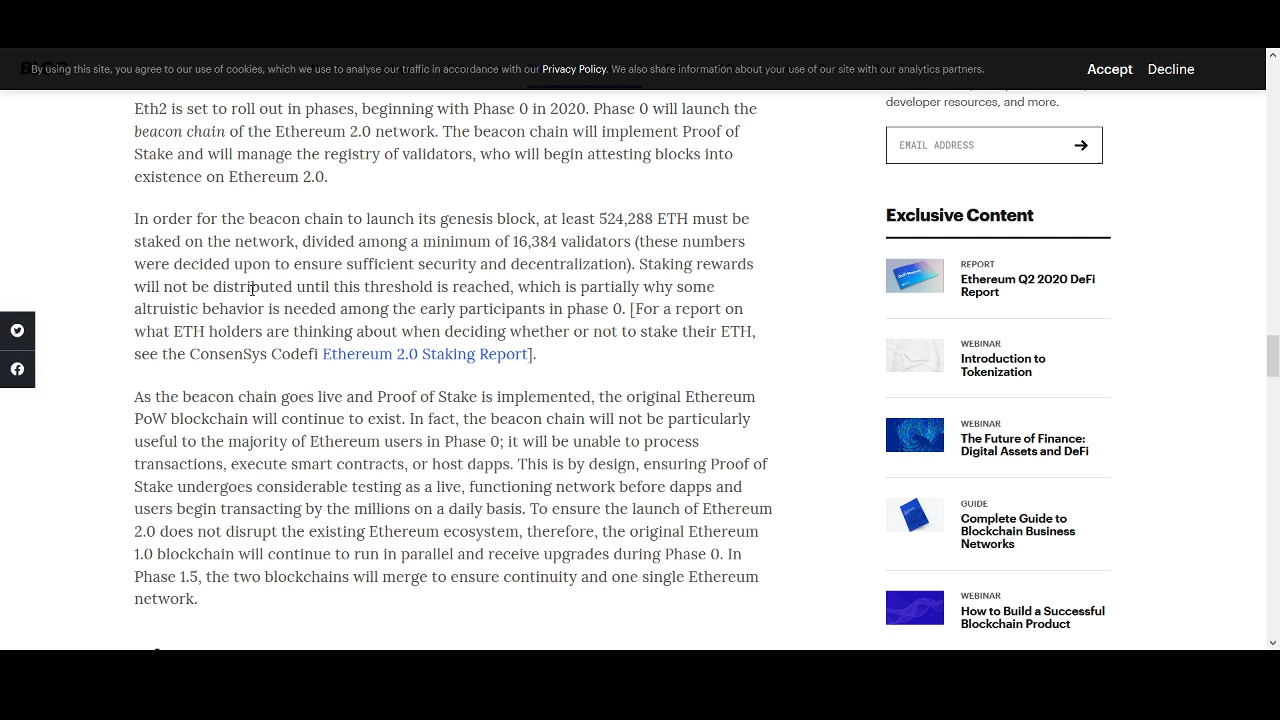 By using this site, you agree to our use of cookies, which we use to analyse our traffic in accordance with our Privacy Policy. We also share information about your use of our site with our analytics partners.
Accept
Decline
Eth2 is set to roll out in phases, beginning with Phase 0 in 2020. Phase 0 will launch the
beacon chain of the Ethereum 2.0 network. The beacon chain will implement Proof of
Stake and will manage the registry of validators, who will begin attesting blocks into
existence on Ethereum 2.0.
In order for the beacon chain to launch its genesis block, at least 524,288 ETH must be
staked on the network, divided among a minimum of 16,384 validators (these numbers
were decided upon to ensure sufficient security and decentralization). Staking rewards
will not be distributed until this threshold is reached, which is partially why some
altruistic behavior is needed among the early participants in phase 0. [For a report on
what ETH holders are thinking about when deciding whether or not to stake their ETH,
see the ConsenSys Codefi Ethereum 2.0 Staking Report].
As the beacon chain goes live and Proof of Stake is implemented, the original Ethereum
PoW blockchain will continue to exist. In fact, the beacon chain will not be particularly
useful to the majority of Ethereum users in Phase 0; it will be unable to process
transactions, execute smart contracts, or host dapps. This is by design, ensuring Proof of
Stake undergoes considerable testing as a live, functioning network before dapps and
users begin transacting by the millions on a daily basis. To ensure the launch of Ethereum
2.0 does not disrupt the existing Ethereum ecosystem, therefore, the original Ethereum
1.0 blockchain will continue to run in parallel and receive upgrades during Phase 0. In
Phase 1.5, the two blockchains will merge to ensure continuity and one single Ethereum
network.
developer resources, and more.
EMAIL ADDRESS
Exclusive Content
REPORT
Ethereum Q2 2020 DeFi
Report
WEBINAR
Introduction to
Tokenization
WEBINAR
The Future of Finance:
Digital Assets and DeFi
GUIDE
Complete Guide to
Blockchain Business
Networks
WEBINAR
How to Build a Successful
Blockchain Product